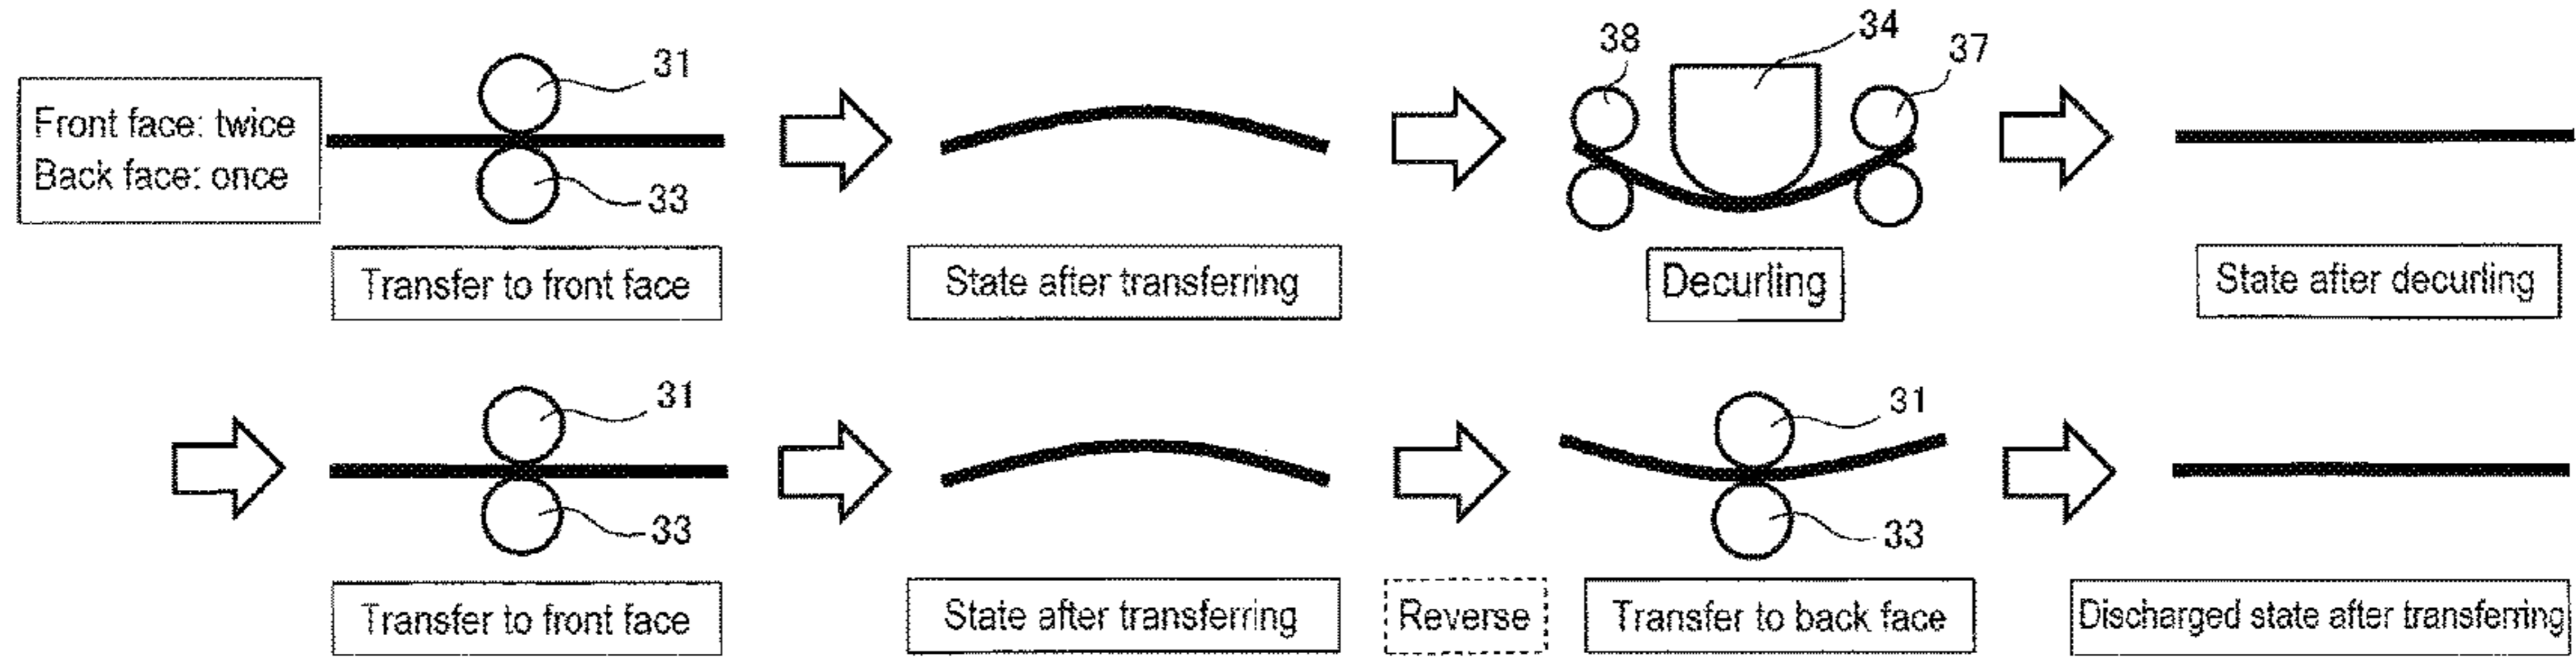 Front face: twice
Back face: once
31
33
38
34
37
Transfer to front face
State after transferring
Decurling
State after decurling
31
33
31
33
Transfer to front face
State after transferring
Reverse
Transfer to back face
Discharged state after transferring